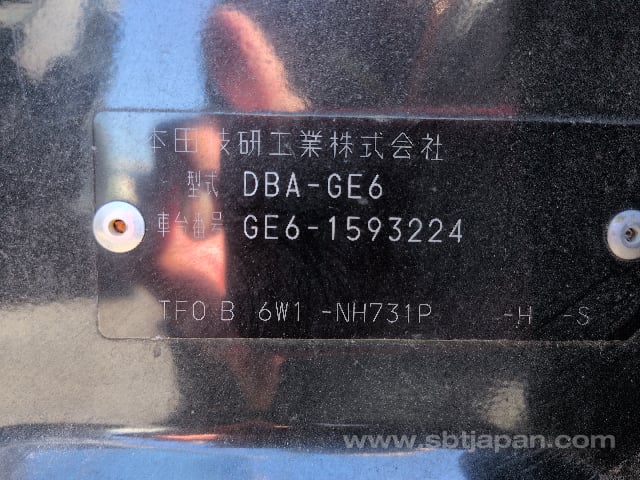 本田技研工業株式会社
型式 DBA-GE6
車台番号 GE6-1593224
TF0 B 6W1 -NH731P -H -S
www.sbtjapan.com